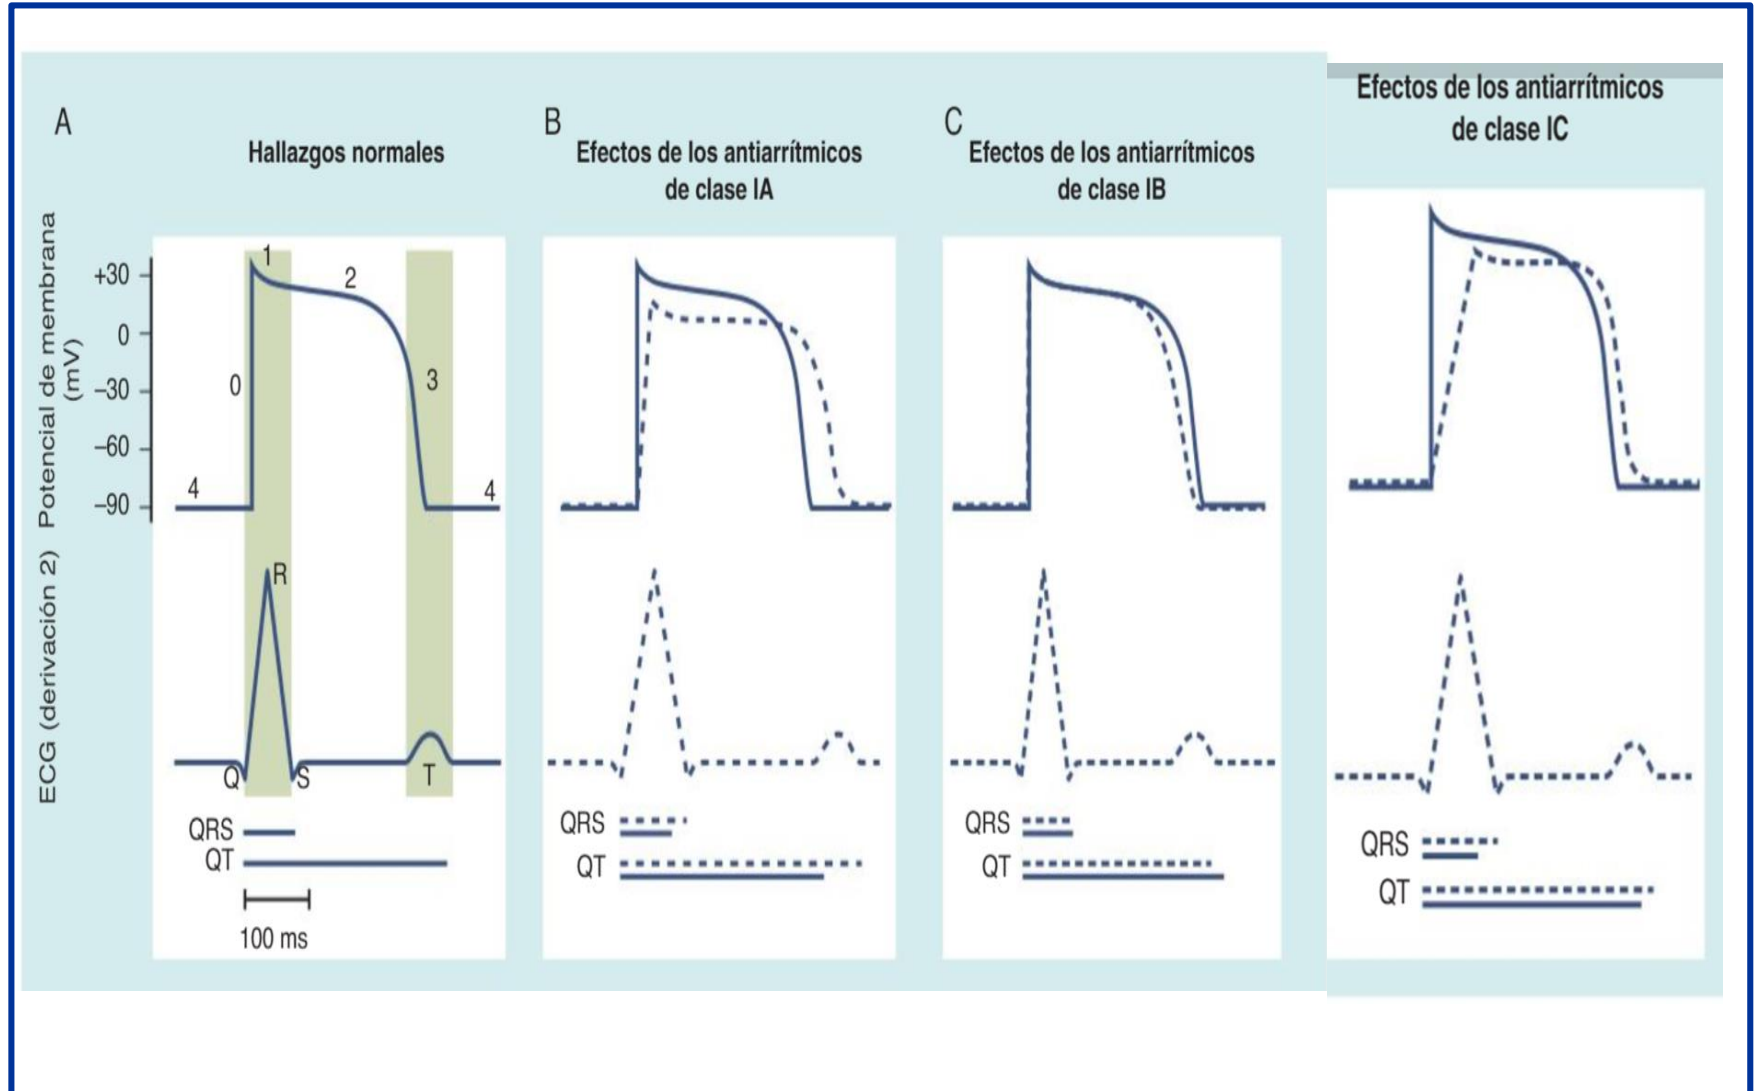 A
Hallazgos normales
Potencial de membrana
(mV)
+30
0
–30
–60
–90
0
1
2
3
4
4
ECG (derivación 2)
R
Q
S
T
QRS
QT
100 ms
B
Efectos de los antiarrítmicos
de clase IA
QRS
QT
C
Efectos de los antiarrítmicos
de clase IB
QRS
QT
Efectos de los antiarrítmicos
de clase IC
QRS
QT